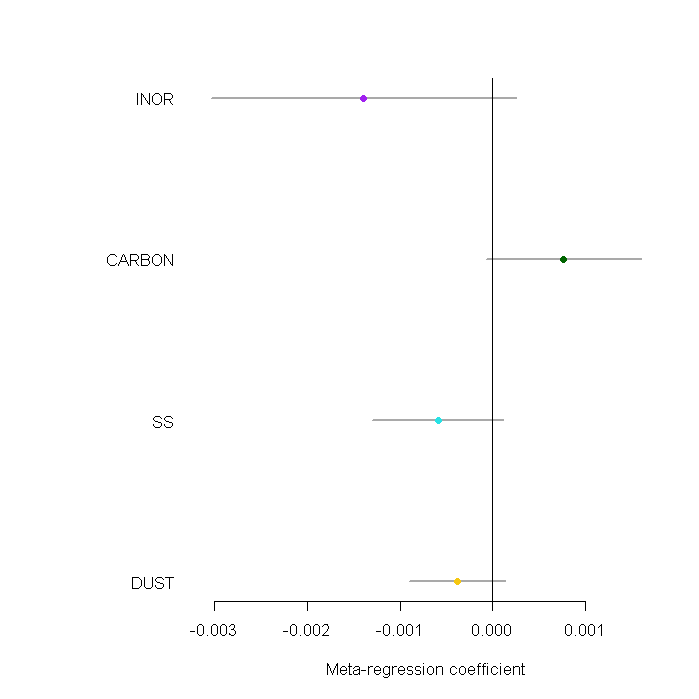 INOR
CARBON
SS
DUST
-0.003 -0.002 -0.001 0.000 0.001
Meta-regression coefficient